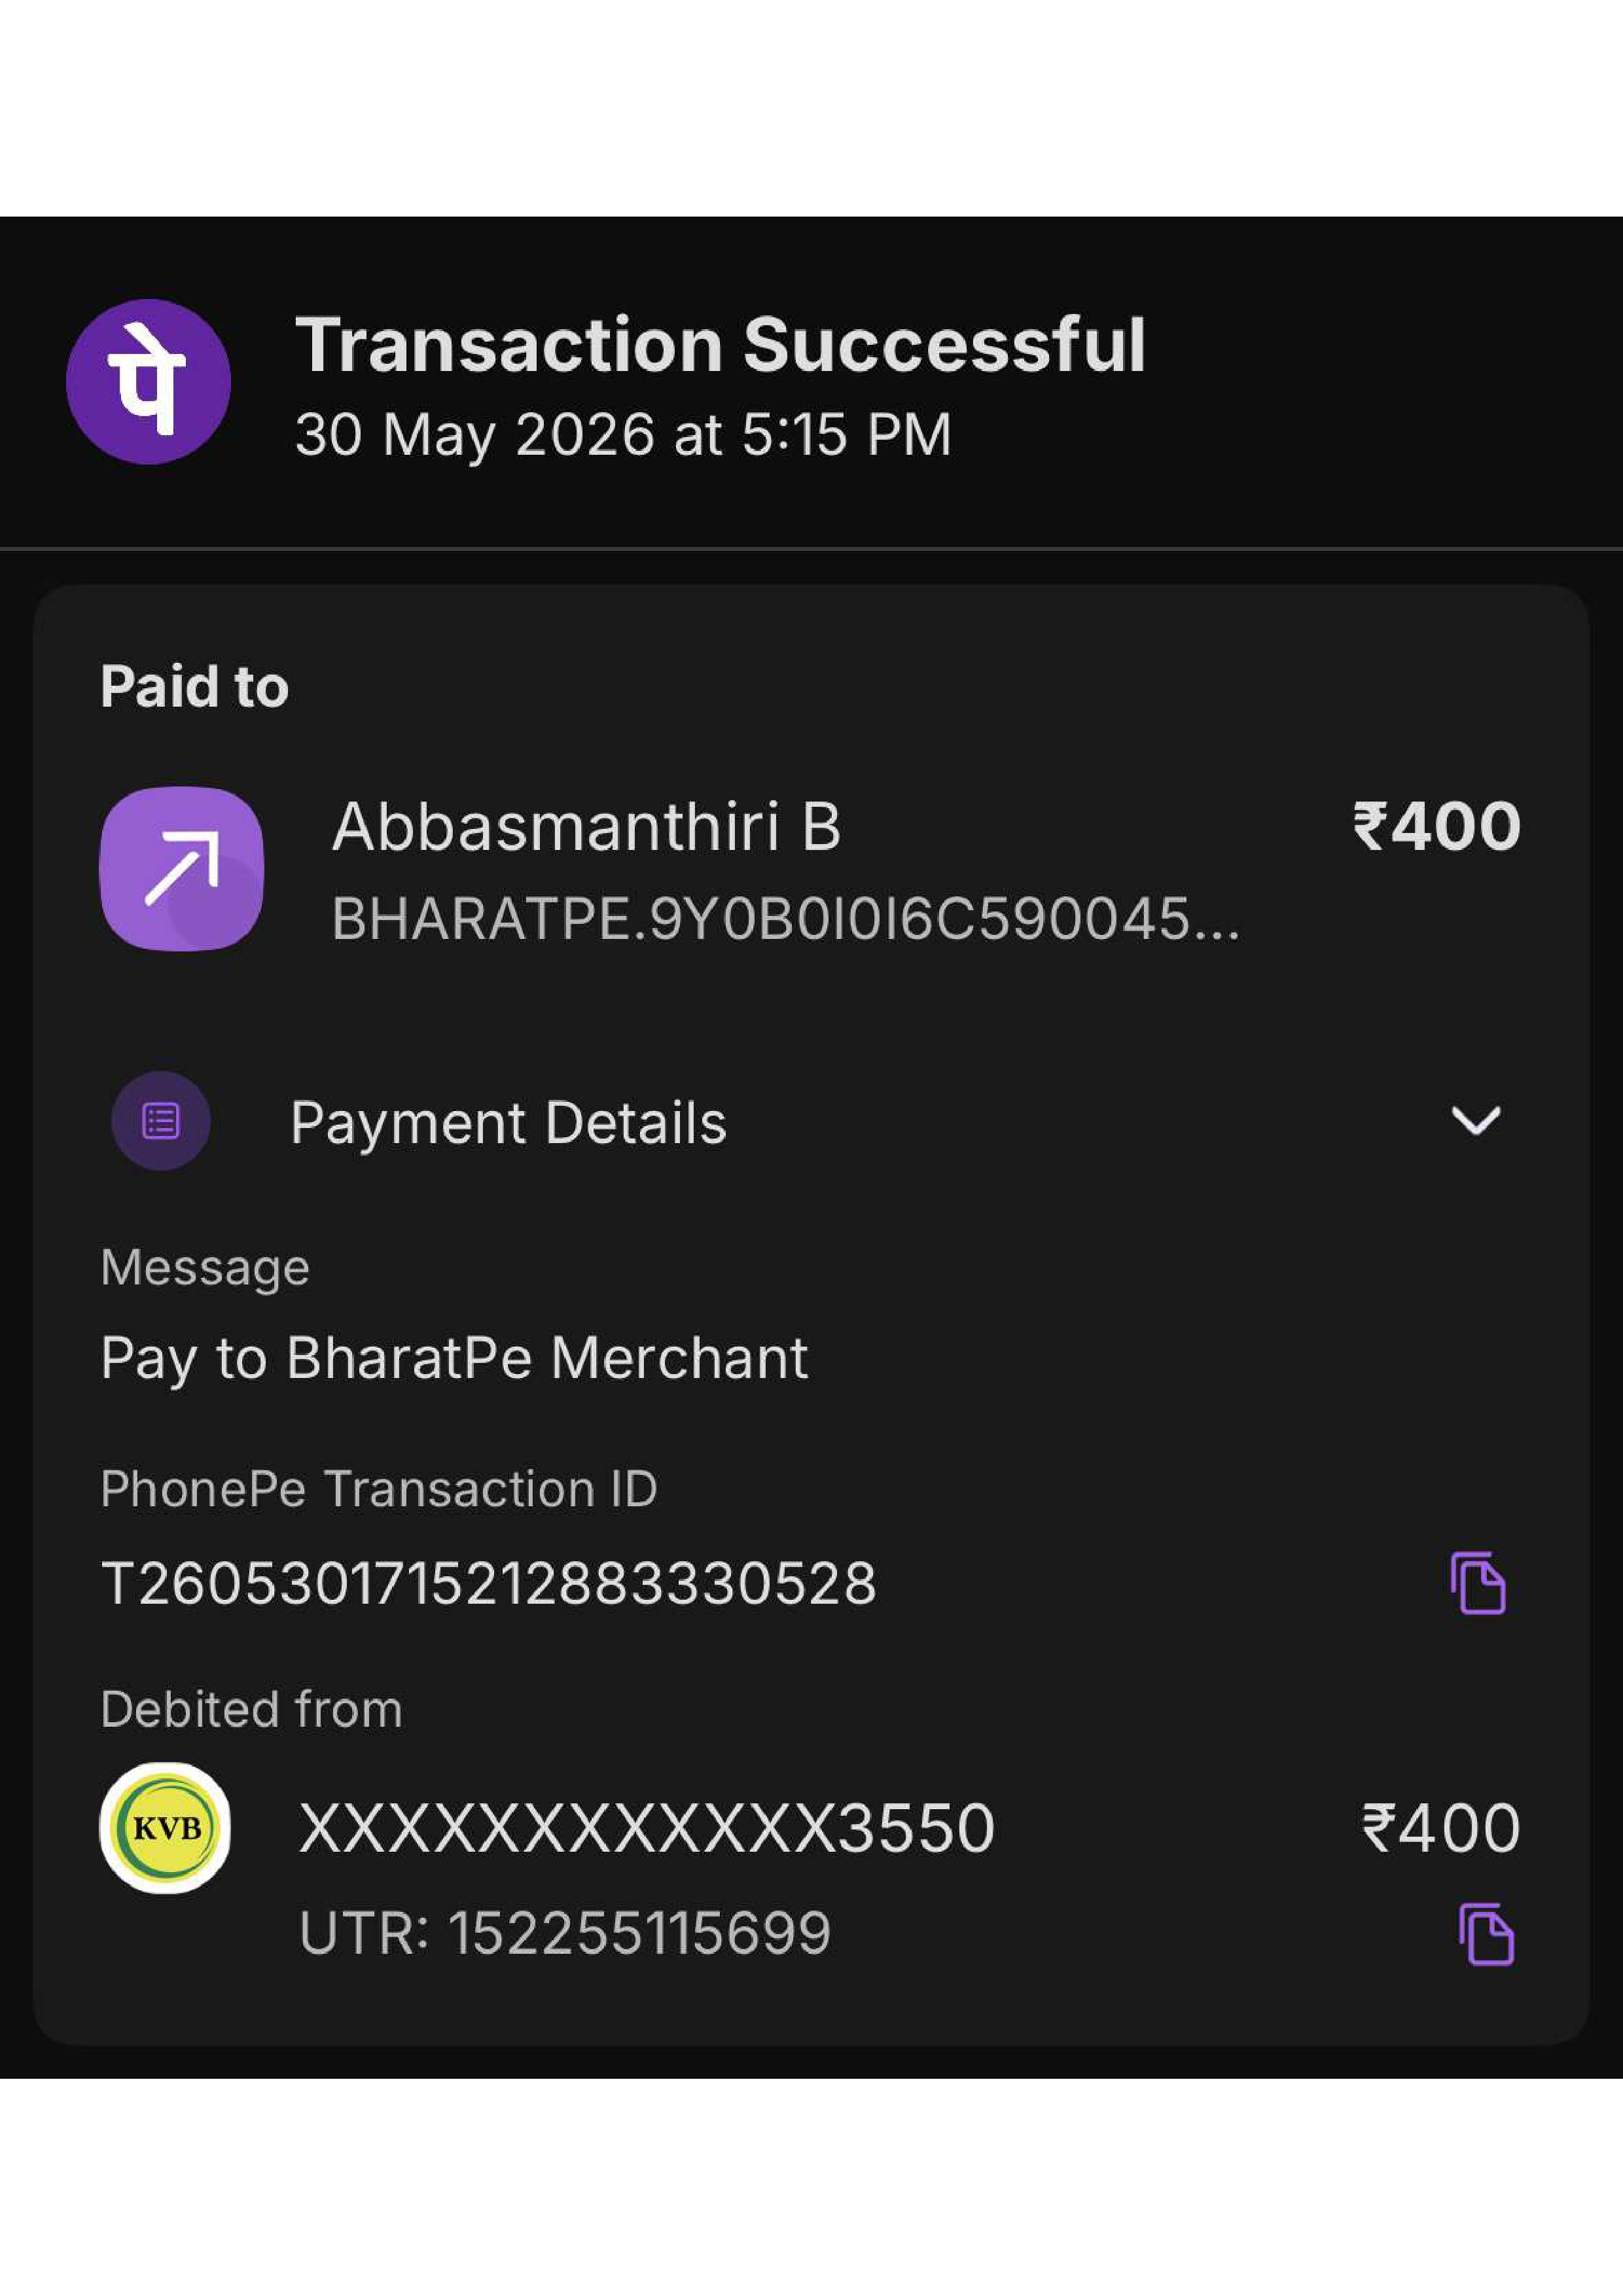 पे
Transaction Successful
30 May 2026 at 5:15 PM
Paid to
Abbasmanthiri B
₹400
BHARATPE.9Y0B0I0I6C590045...
Payment Details
Message
Pay to BharatPe Merchant
PhonePe Transaction ID
T2605301715212883330528
Debited from
KVB
XXXXXXXXXXXX3550
₹400
UTR: 152255115699